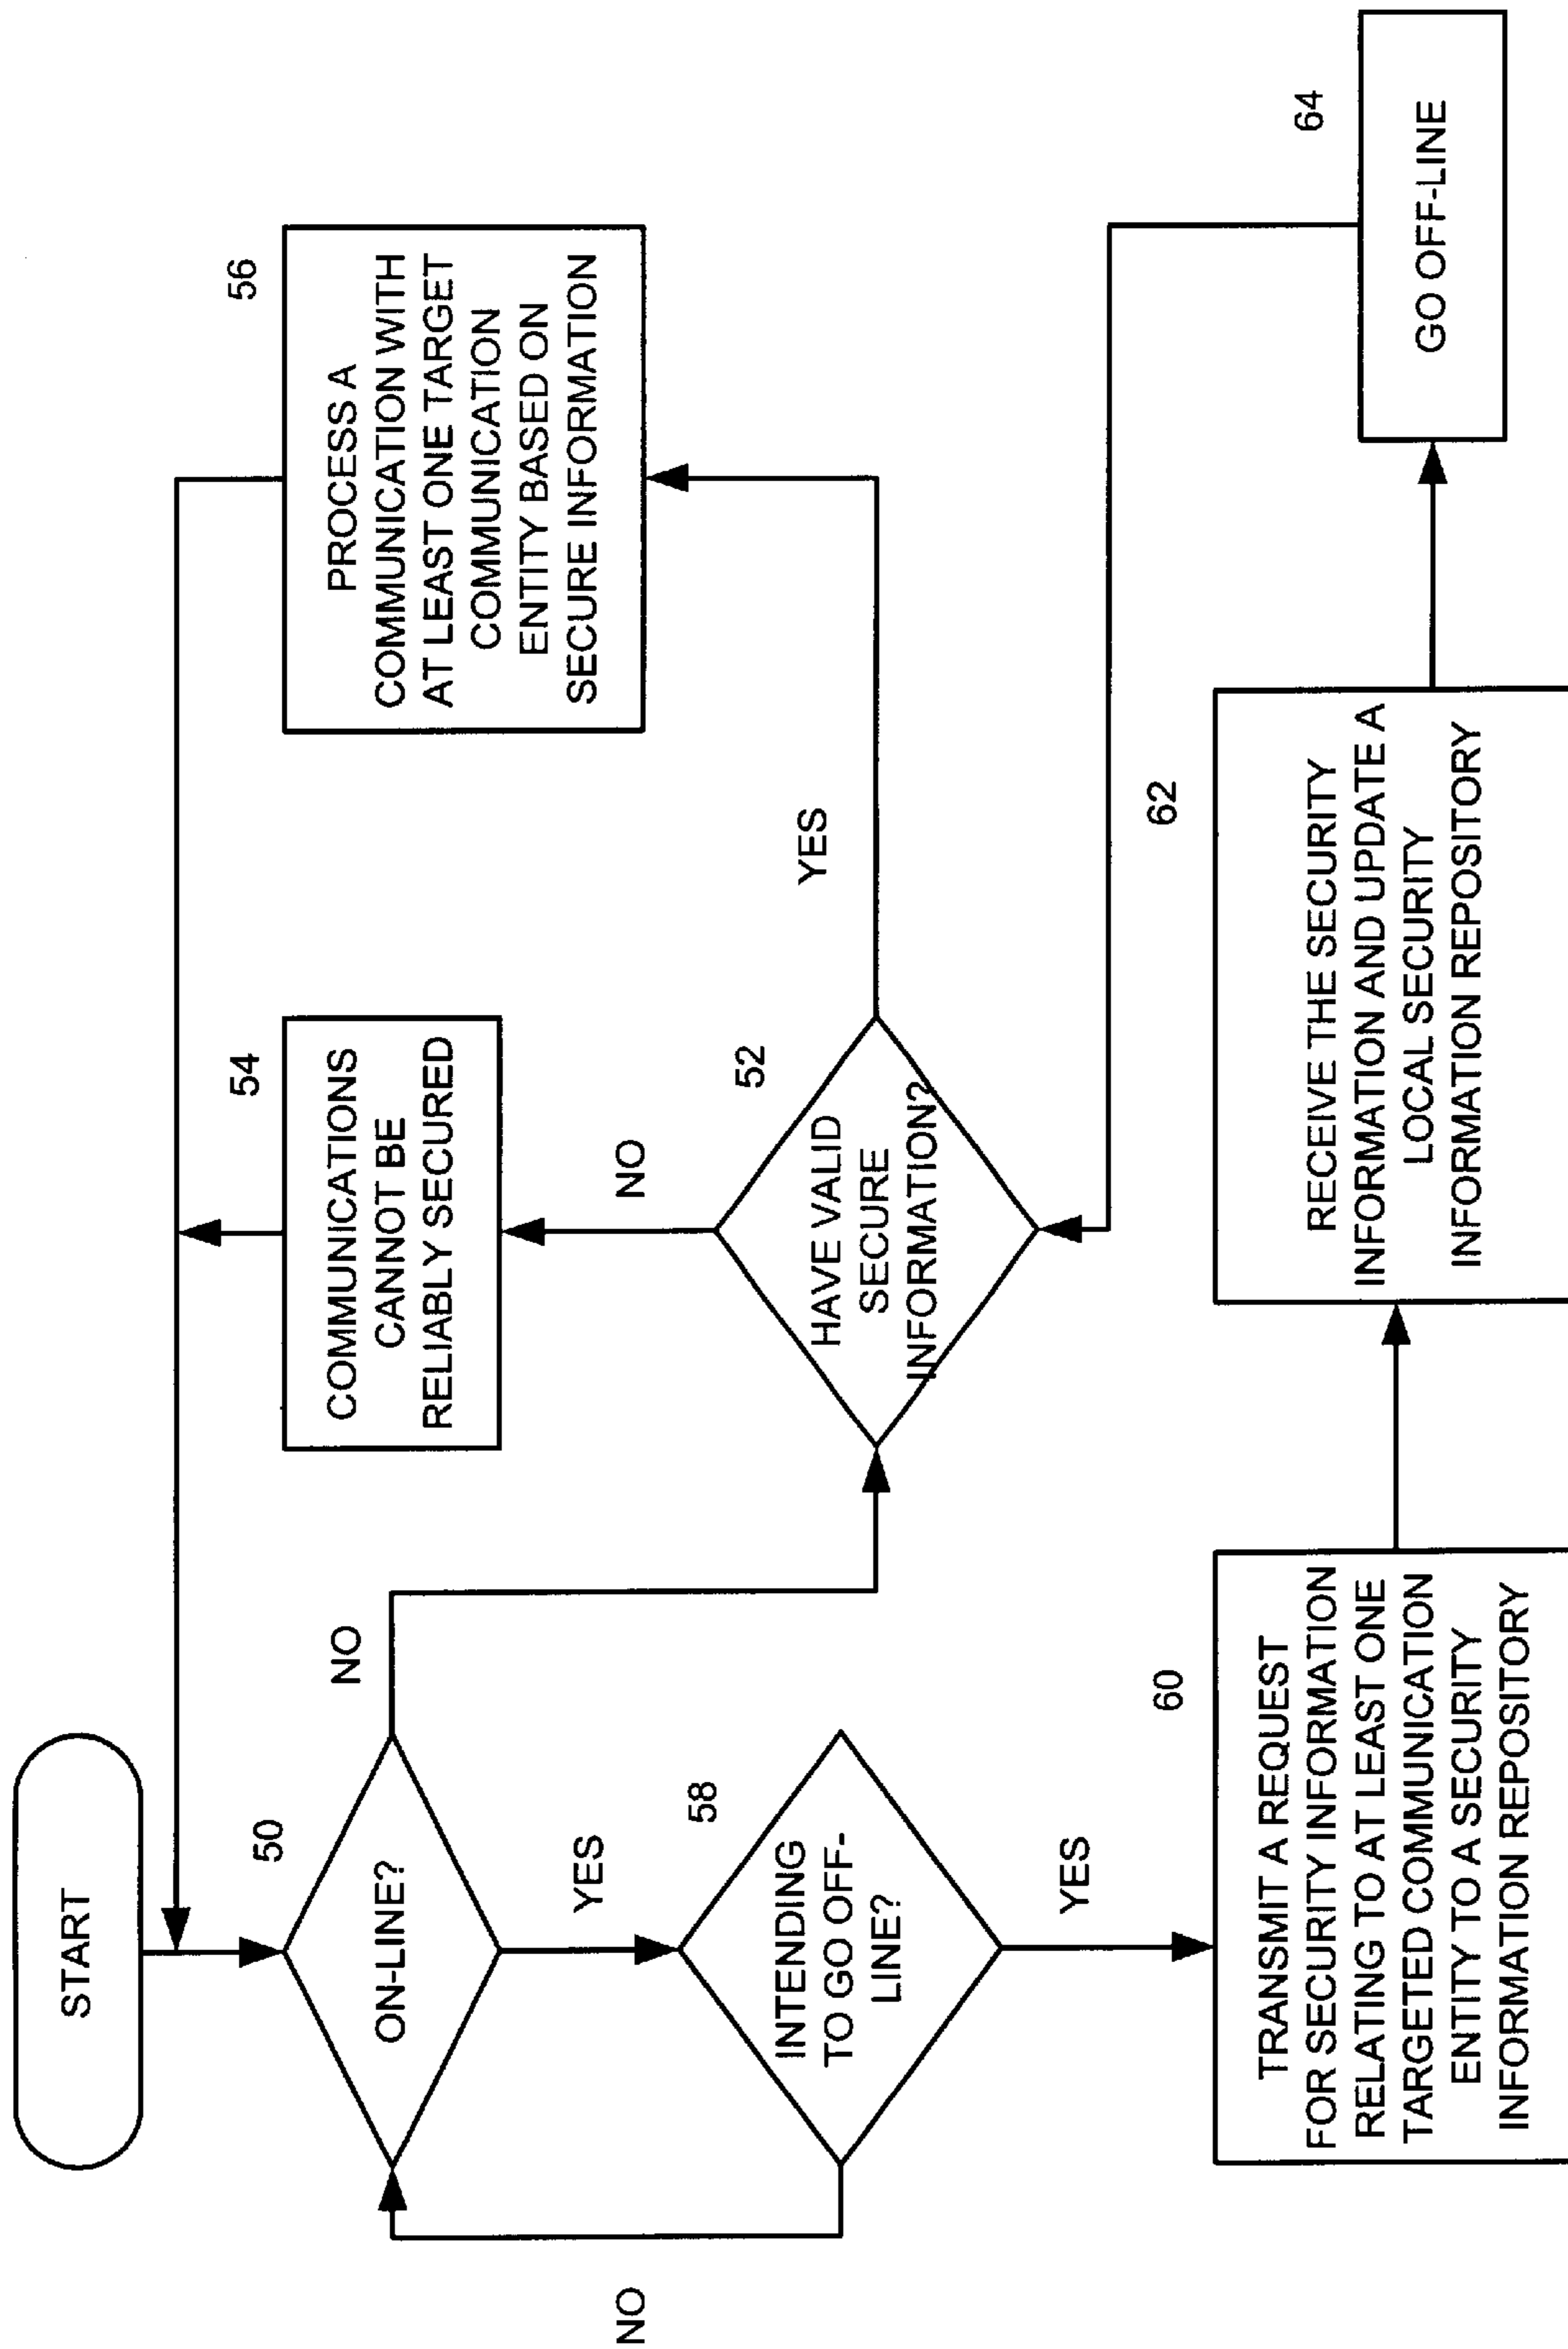 START
50
ON-LINE?
NO
YES
58
INTENDING
TO GO OFF-
LINE?
NO
YES
60
TRANSMIT A REQUEST
FOR SECURITY INFORMATION
RELATING TO AT LEAST ONE
TARGETED COMMUNICATION
ENTITY TO A SECURITY
INFORMATION REPOSITORY
54
COMMUNICATIONS
CANNOT BE
RELIABLY SECURED
NO
52
HAVE VALID
SECURE
INFORMATION?
YES
56
PROCESS A
COMMUNICATION WITH
AT LEAST ONE TARGET
COMMUNICATION
ENTITY BASED ON
SECURE INFORMATION
62
RECEIVE THE SECURITY
INFORMATION AND UPDATE A
LOCAL SECURITY
INFORMATION REPOSITORY
64
GO OFF-LINE